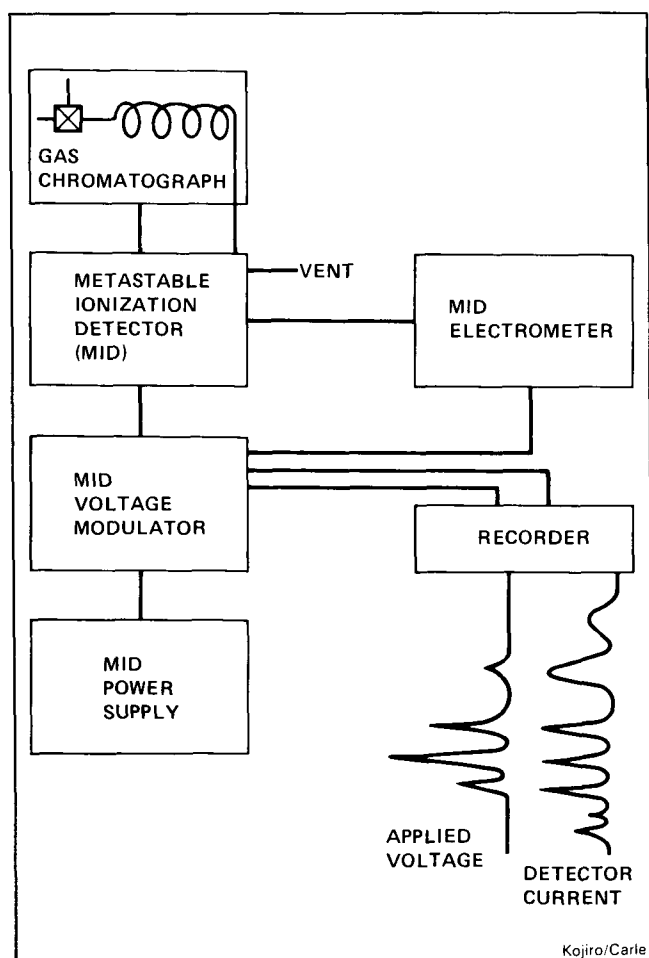 GAS
CHROMATOGRAPH
METASTABLE
IONIZATION
DETECTOR
(MID)
VENT
MID
ELECTROMETER
MID
VOLTAGE
MODULATOR
RECORDER
MID
POWER
SUPPLY
APPLIED
VOLTAGE
DETECTOR
CURRENT
Kojiro/Carle